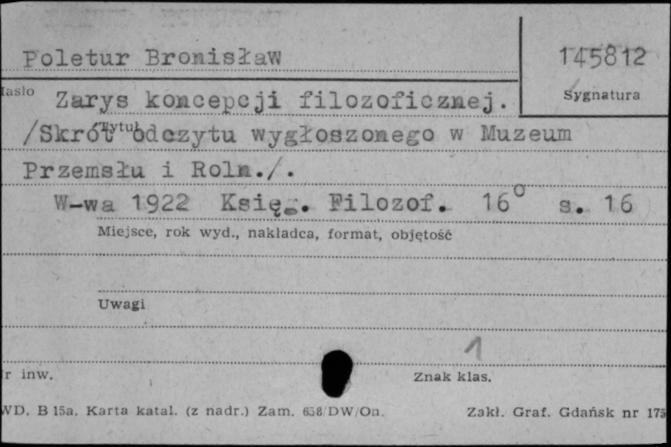 Poletur Bronisław
145812
Hasło
Sygnatura
Zarys koncepcji filozoficznej.
Tytuł
/Skrót odczytu wygłoszonego w Muzeum
Przemsłu i Roln./.
W-wa 1922 Księg. Filozof. 16° s. 16
Miejsce, rok wyd., nakładca, format, objętość
Uwagi
1
r inw.
Znak klas.
WD. B 15a. Karta katal. (z nadr.) Zam. 658/DW/On.
Zakł. Graf. Gdańsk nr 175